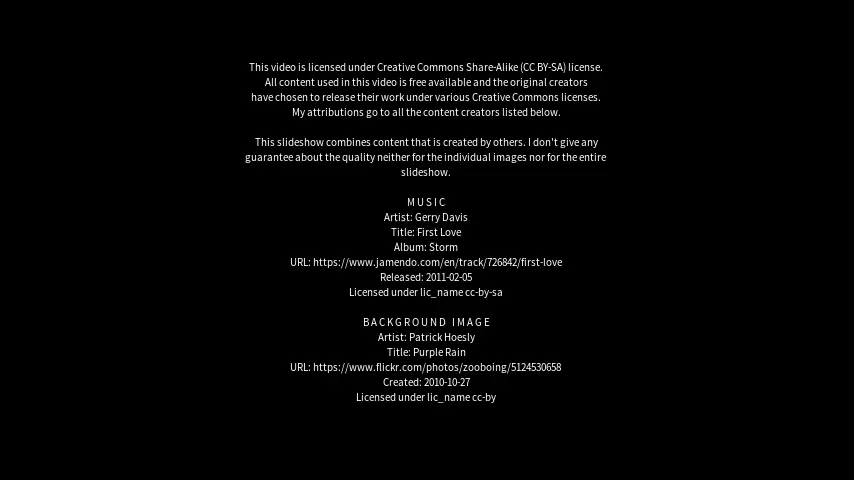 This video is licensed under Creative Commons Share-Alike (CC BY-SA) license.
All content used in this video is free available and the original creators
have chosen to release their work under various Creative Commons licenses.
My attributions go to all the content creators listed below.
This slideshow combines content that is created by others. I don't give any
guarantee about the quality neither for the individual images nor for the entire
slideshow.
MUSIC
Artist: Gerry Davis
Title: First Love
Album: Storm
URL: https://www.jamendo.com/en/track/726842/first-love
Released: 2011-02-05
Licensed under lic_name cc-by-sa
BACKGROUND IMAGE
Artist: Patrick Hoesly
Title: Purple Rain
URL: https://www.flickr.com/photos/zooboing/5124530658
Created: 2010-10-27
Licensed under lic_name cc-by